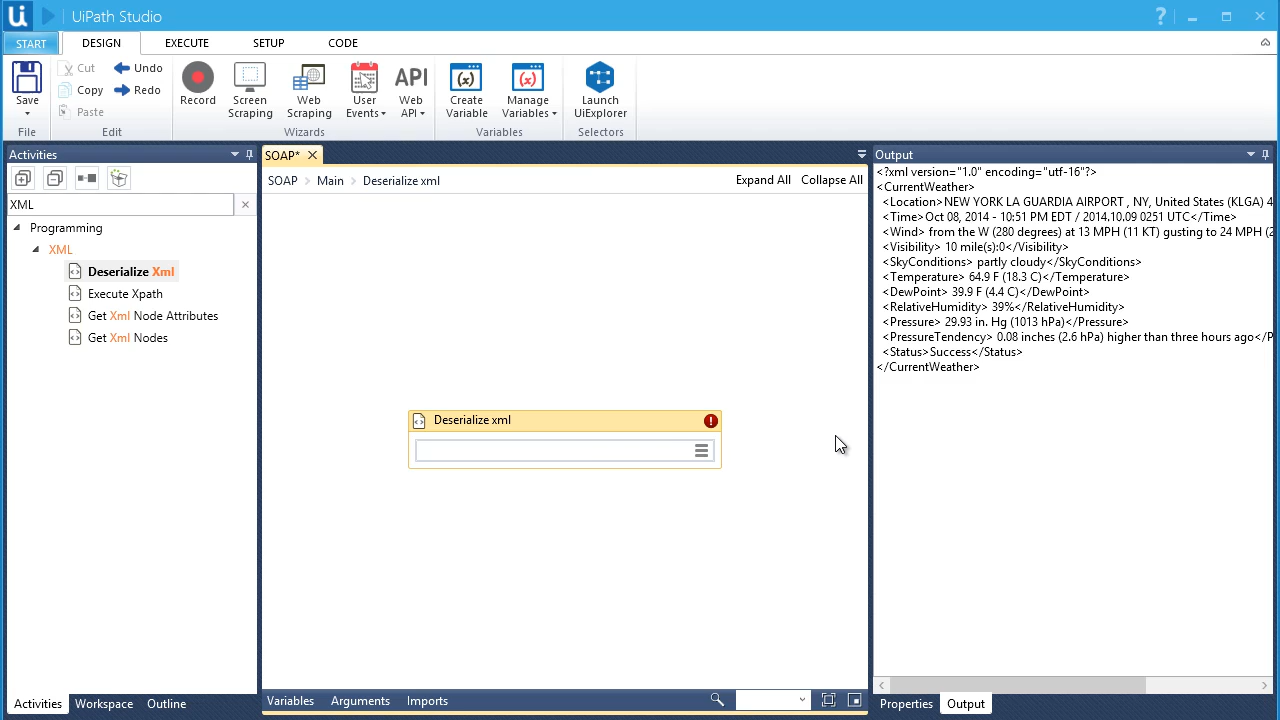 Ui UiPath Studio
START DESIGN EXECUTE SETUP CODE
Save
Cut
Copy
Paste
Undo
Redo
Record
Screen Scraping
Web Scraping
User Events
API Web API
(x) Create Variable
(x) Manage Variables
Launch UiExplorer
File Edit Wizards Variables Selectors
Activities
XML
Programming
XML
Deserialize Xml
Execute Xpath
Get Xml Node Attributes
Get Xml Nodes
Activities Workspace Outline
SOAP*
SOAP > Main > Deserialize xml Expand All Collapse All
Deserialize xml
Variables Arguments Imports
Output
<?xml version="1.0" encoding="utf-16"?>
<CurrentWeather>
<Location>NEW YORK LA GUARDIA AIRPORT , NY, United States (KLGA) 4
<Time>Oct 08, 2014 - 10:51 PM EDT / 2014.10.09 0251 UTC</Time>
<Wind> from the W (280 degrees) at 13 MPH (11 KT) gusting to 24 MPH (2
<Visibility> 10 mile(s):0</Visibility>
<SkyConditions> partly cloudy</SkyConditions>
<Temperature> 64.9 F (18.3 C)</Temperature>
<DewPoint> 39.9 F (4.4 C)</DewPoint>
<RelativeHumidity> 39%</RelativeHumidity>
<Pressure> 29.93 in. Hg (1013 hPa)</Pressure>
<PressureTendency> 0.08 inches (2.6 hPa) higher than three hours ago</P
<Status>Success</Status>
</CurrentWeather>
Properties Output